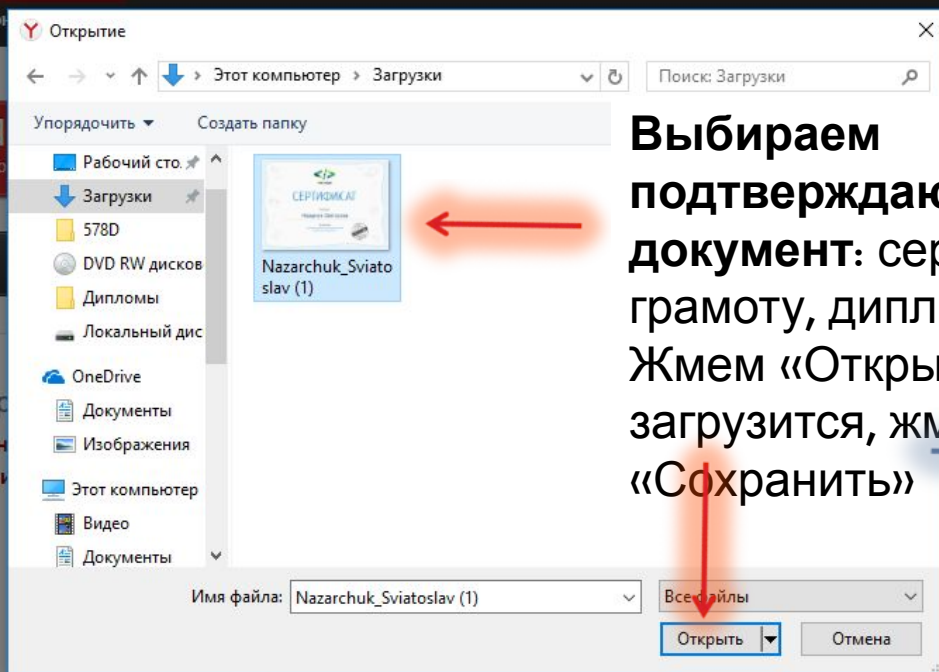 Открытие
Этот компьютер › Загрузки
Поиск: Загрузки
Упорядочить
Создать папку
Рабочий сто.
Загрузки
578D
DVD RW дисков
Дипломы
Локальный дис
OneDrive
Документы
Изображения
Этот компьютер
Видео
Документы
СЕРТИФИКАТ
Nazarchuk_Sviato
slav (1)
Выбираем
подтверждаю
документ: сер
грамоту, дипл
Жмем «Откры
загрузится, жм
«Сохранить»
Имя файла: Nazarchuk_Sviatoslav (1)
Все файлы
Открыть
Отмена